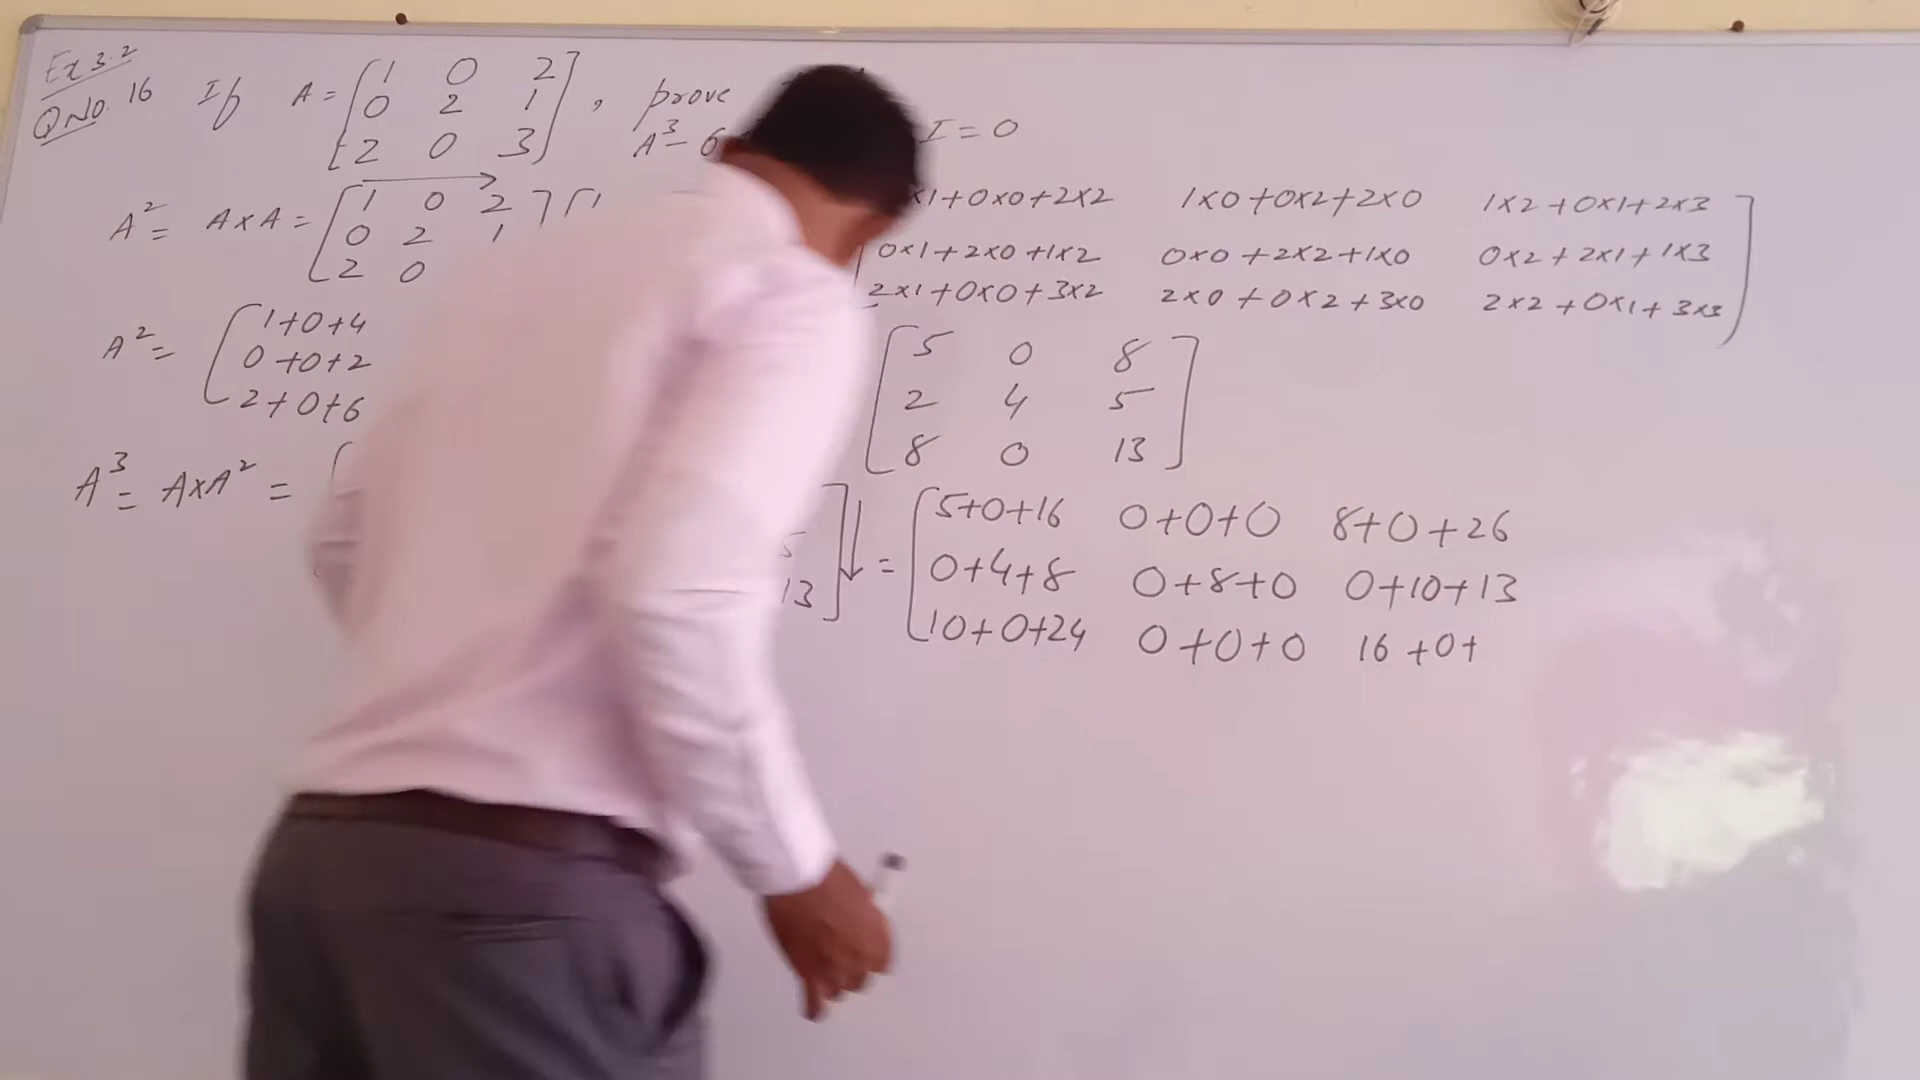 Ex 3.2
Q No. 16 If A = [1 0 2
0 2 1
2 0 3], prove
A³ - 6 I = 0
A² = A×A = [1 0 2] [1 ×1+0×0+2×2 1×0+0×2+2×0 1×2+0×1+2×3]
0 2 1 0×1+2×0+1×2 0×0+2×2+1×0 0×2+2×1+1×3
2 0 2×1+0×0+3×2 2×0+0×2+3×0 2×2+0×1+3×3
A² = [1+0+4 [5 0 8]
0+0+2 2 4 5
2+0+6 8 0 13
A³ = A×A² = [ ] = [5+0+16 0+0+0 8+0+26
5 0+4+8 0+8+0 0+10+13
13 10+0+24 0+0+0 16+0+